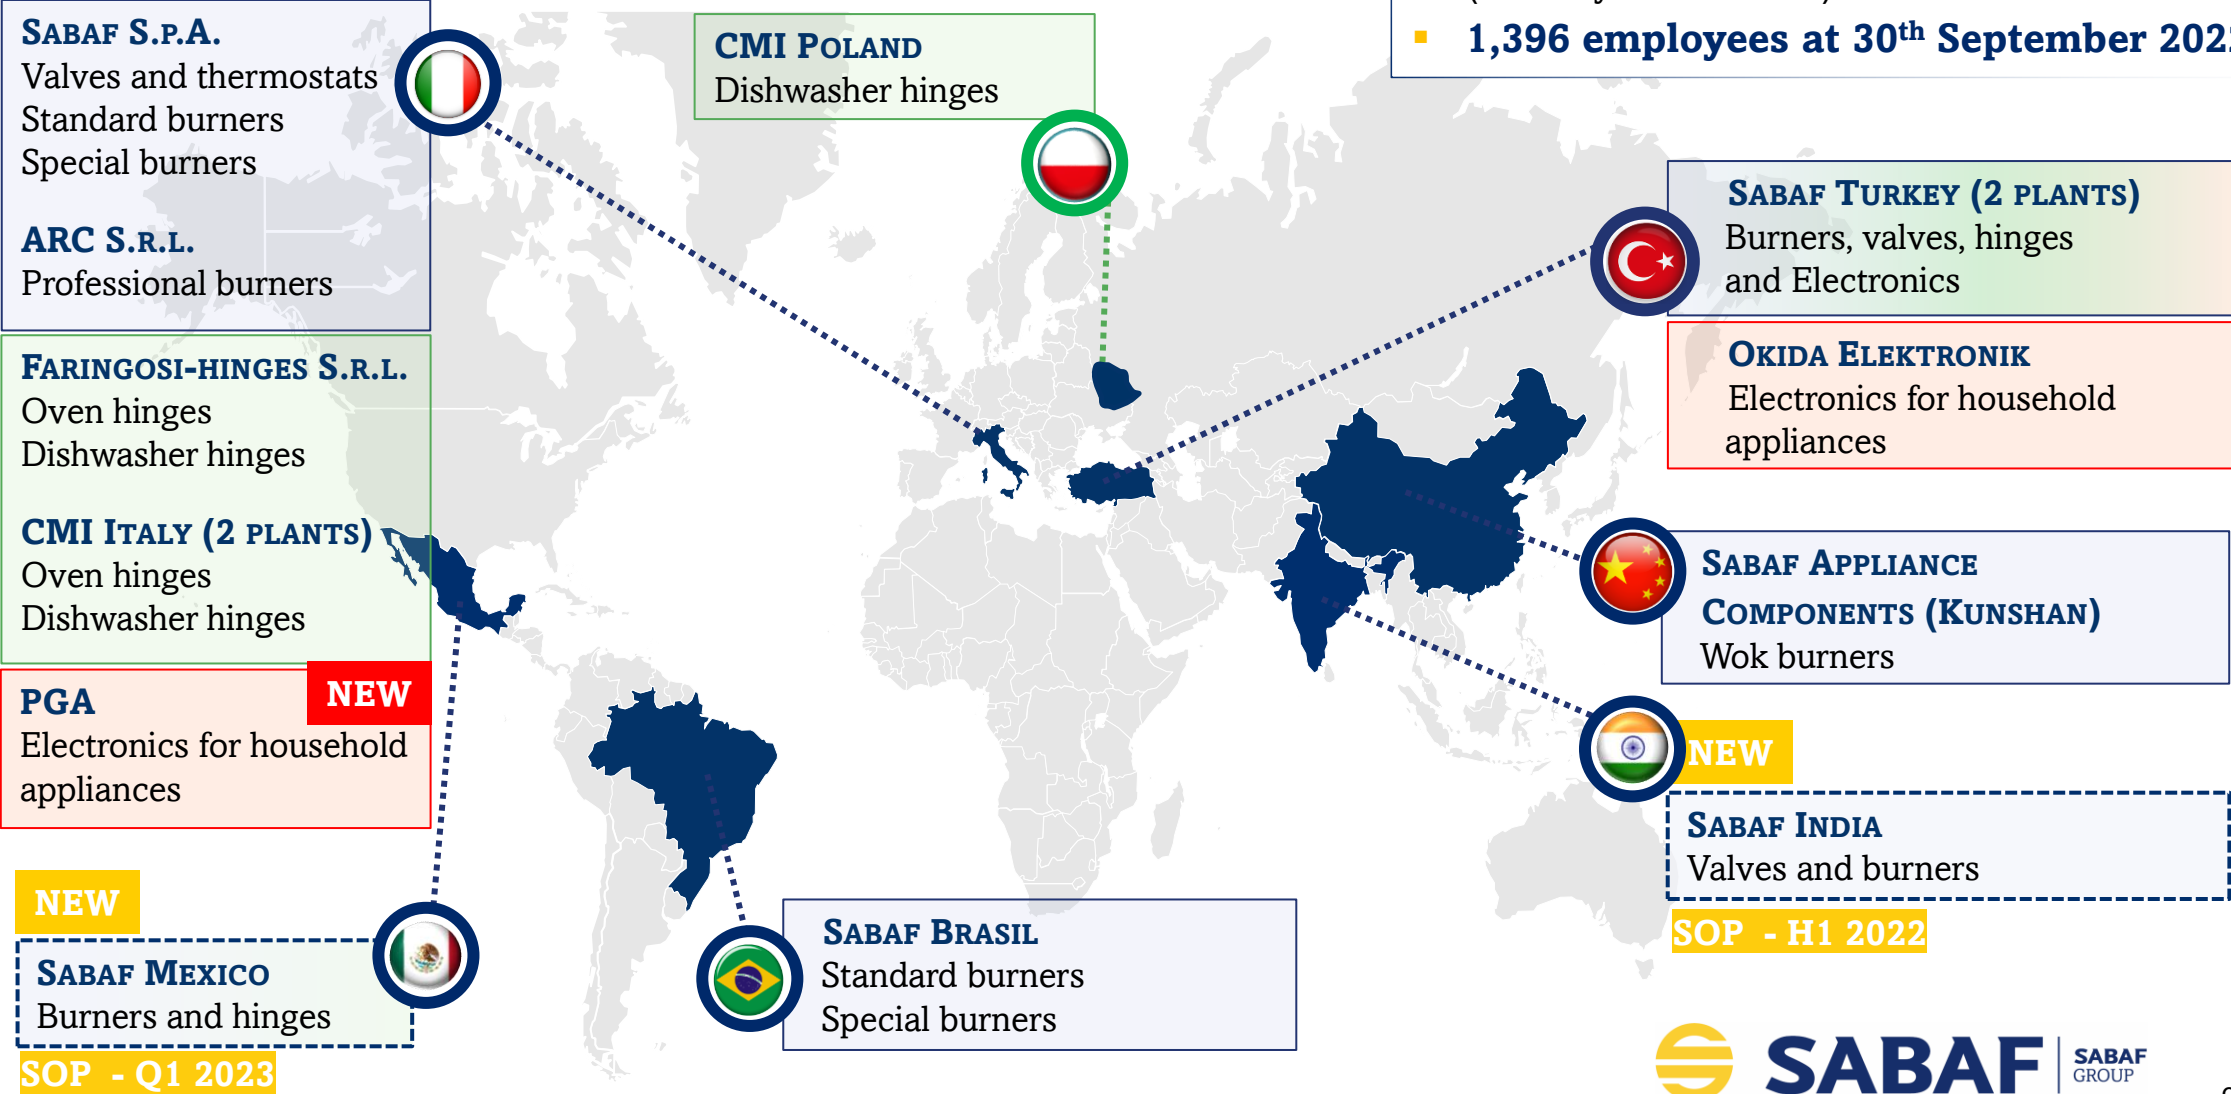 SABAF S.P.A.
Valves and thermostats
Standard burners
Special burners
ARC S.R.L.
Professional burners
FARINGOSI-HINGES S.R.L.
Oven hinges
Dishwasher hinges
CMI ITALY (2 PLANTS)
Oven hinges
Dishwasher hinges
PGA
NEW
Electronics for household
appliances
NEW
SABAF MEXICO
Burners and hinges
SOP - Q1 2023
CMI POLAND
Dishwasher hinges
▪ 1,396 employees at 30th September
SABAF TURKEY (2 PLANTS)
Burners, valves, hinges
and Electronics
OKIDA ELEKTRONIK
Electronics for household
appliances
SABAF APPLIANCE
COMPONENTS (KUNSHAN)
Wok burners
NEW
SABAF INDIA
Valves and burners
SOP - H1 2022
SABAF BRASIL
Standard burners
Special burners
SABAF
SABAF
GROUP